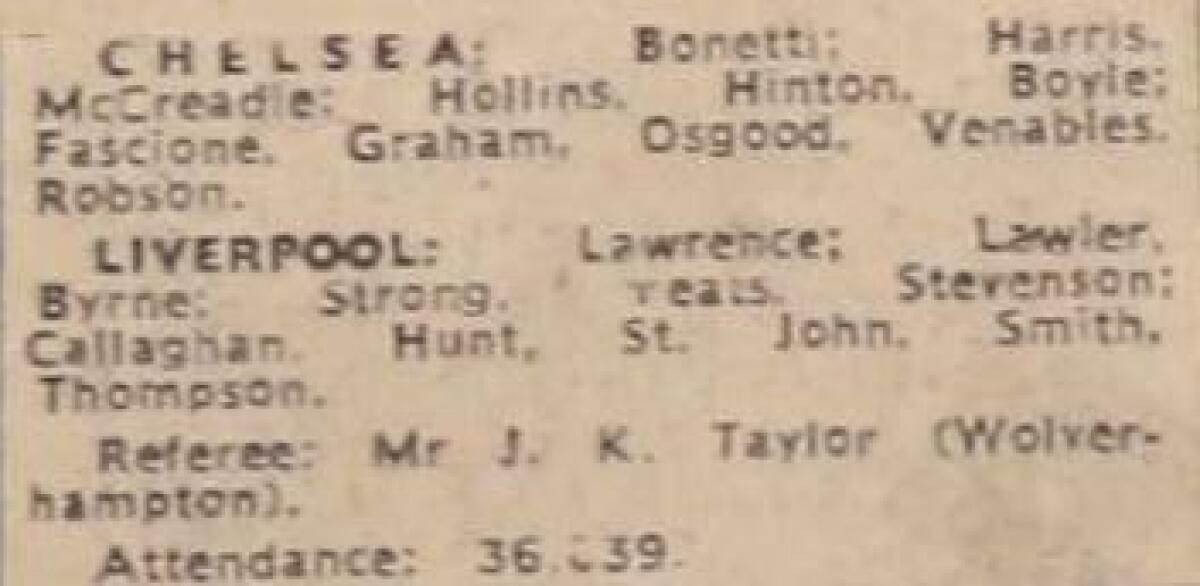 CHELSEA: Bonetti; Harris,
McCreadie; Hollins, Hinton, Boyle;
Fascione, Graham, Osgood, Venables,
Robson.
LIVERPOOL: Lawrence; Lawler,
Byrne; Strong, Yeats, Stevenson;
Callaghan, Hunt, St. John, Smith,
Thompson.
Referee: Mr J. K. Taylor (Wolver-
hampton).
Attendance: